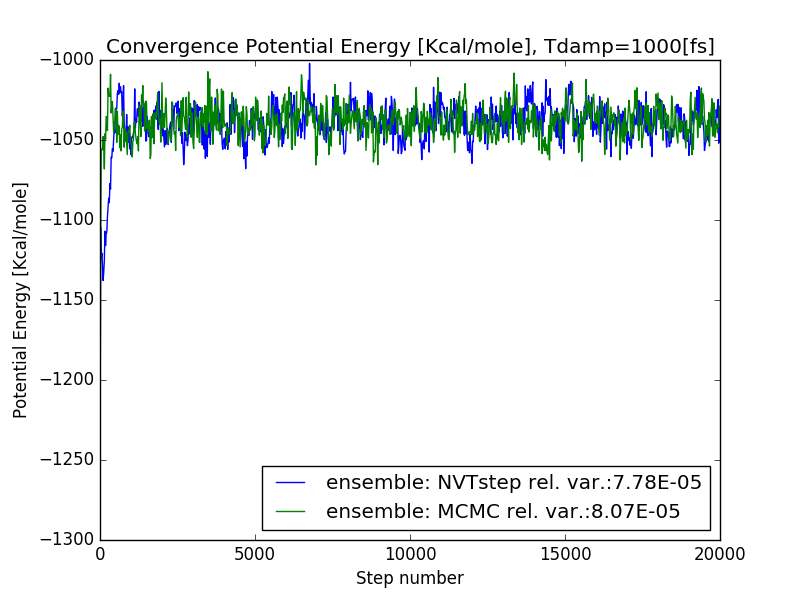 Convergence Potential Energy [Kcal/mole], Tdamp=1000[fs]
−1000
−1050
−1100
−1150
−1200
−1250
−1300
Potential Energy [Kcal/mole]
ensemble: NVTstep rel. var.:7.78E-05
ensemble: MCMC rel. var.:8.07E-05
0 5000 10000 15000 20000
Step number